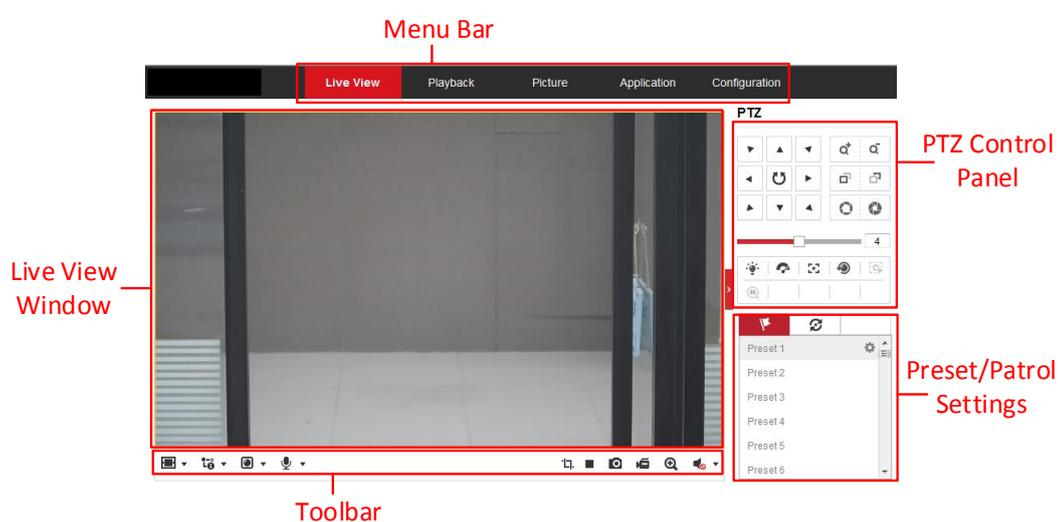 Menu Bar
Live View Playback Picture Application Configuration
PTZ
PTZ Control
Panel
4
Live View
Window
3D
Preset 1
Preset 2
Preset 3
Preset 4
Preset 5
Preset 6
Preset/Patrol
Settings
Toolbar